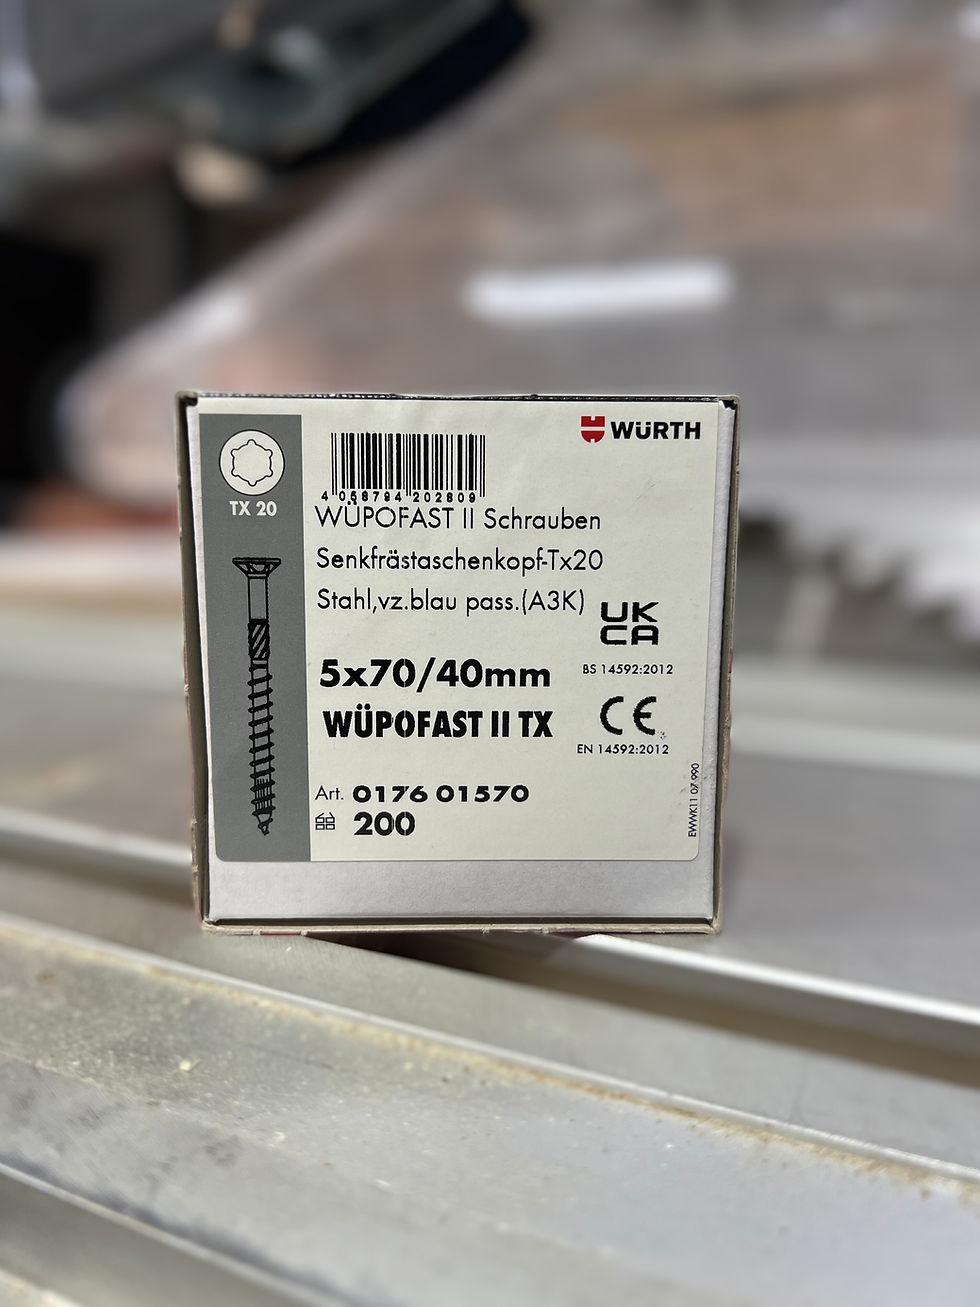 WÜRTH
TX 20
4 058794 202809
WÜPOFAST II Schrauben
Senkfrästaschenkopf-Tx20
Stahl,vz.blau pass.(A3K)
UK
CA
BS 14592:2012
5x70/40mm
WÜPOFAST II TX
CE
EN 14592:2012
Art. 0176 01570
200
EWWK11 07 990